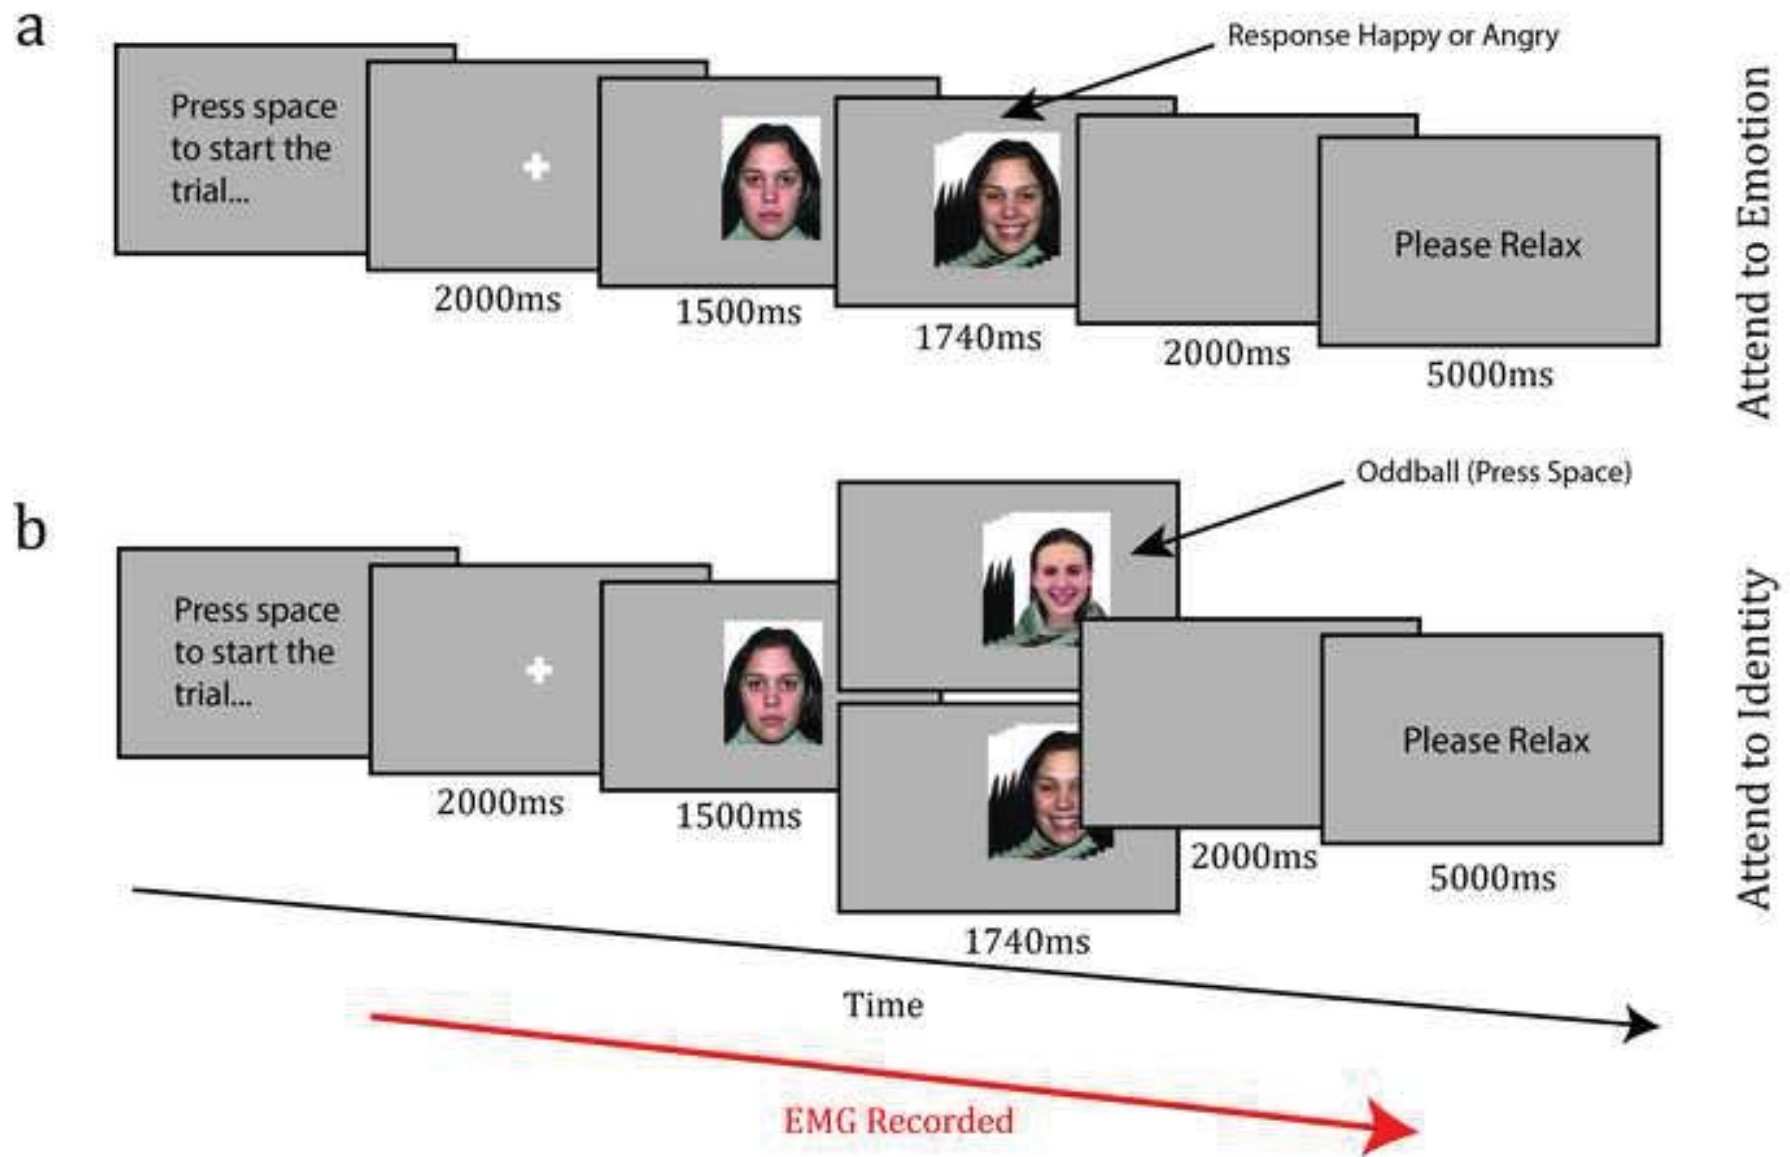 a
Response Happy or Angry
Press space
to start the
trial...
2000ms
1500ms
1740ms
2000ms
Please Relax
5000ms
Attend to Emotion
b
Oddball (Press Space)
Press space
to start the
trial...
2000ms
1500ms
1740ms
2000ms
Please Relax
5000ms
Attend to Identity
Time
EMG Recorded